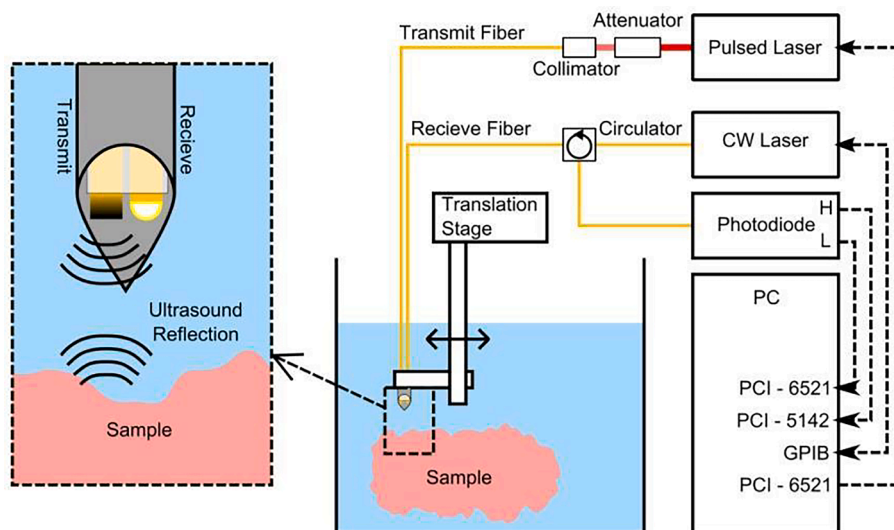 Transmit
Recieve
Ultrasound
Reflection
Sample
Transmit Fiber
Attenuator
Collimator
Pulsed Laser
Recieve Fiber
Circulator
CW Laser
Translation
Stage
Photodiode
H
L
PC
PCI - 6521
PCI - 5142
GPIB
PCI - 6521
Sample